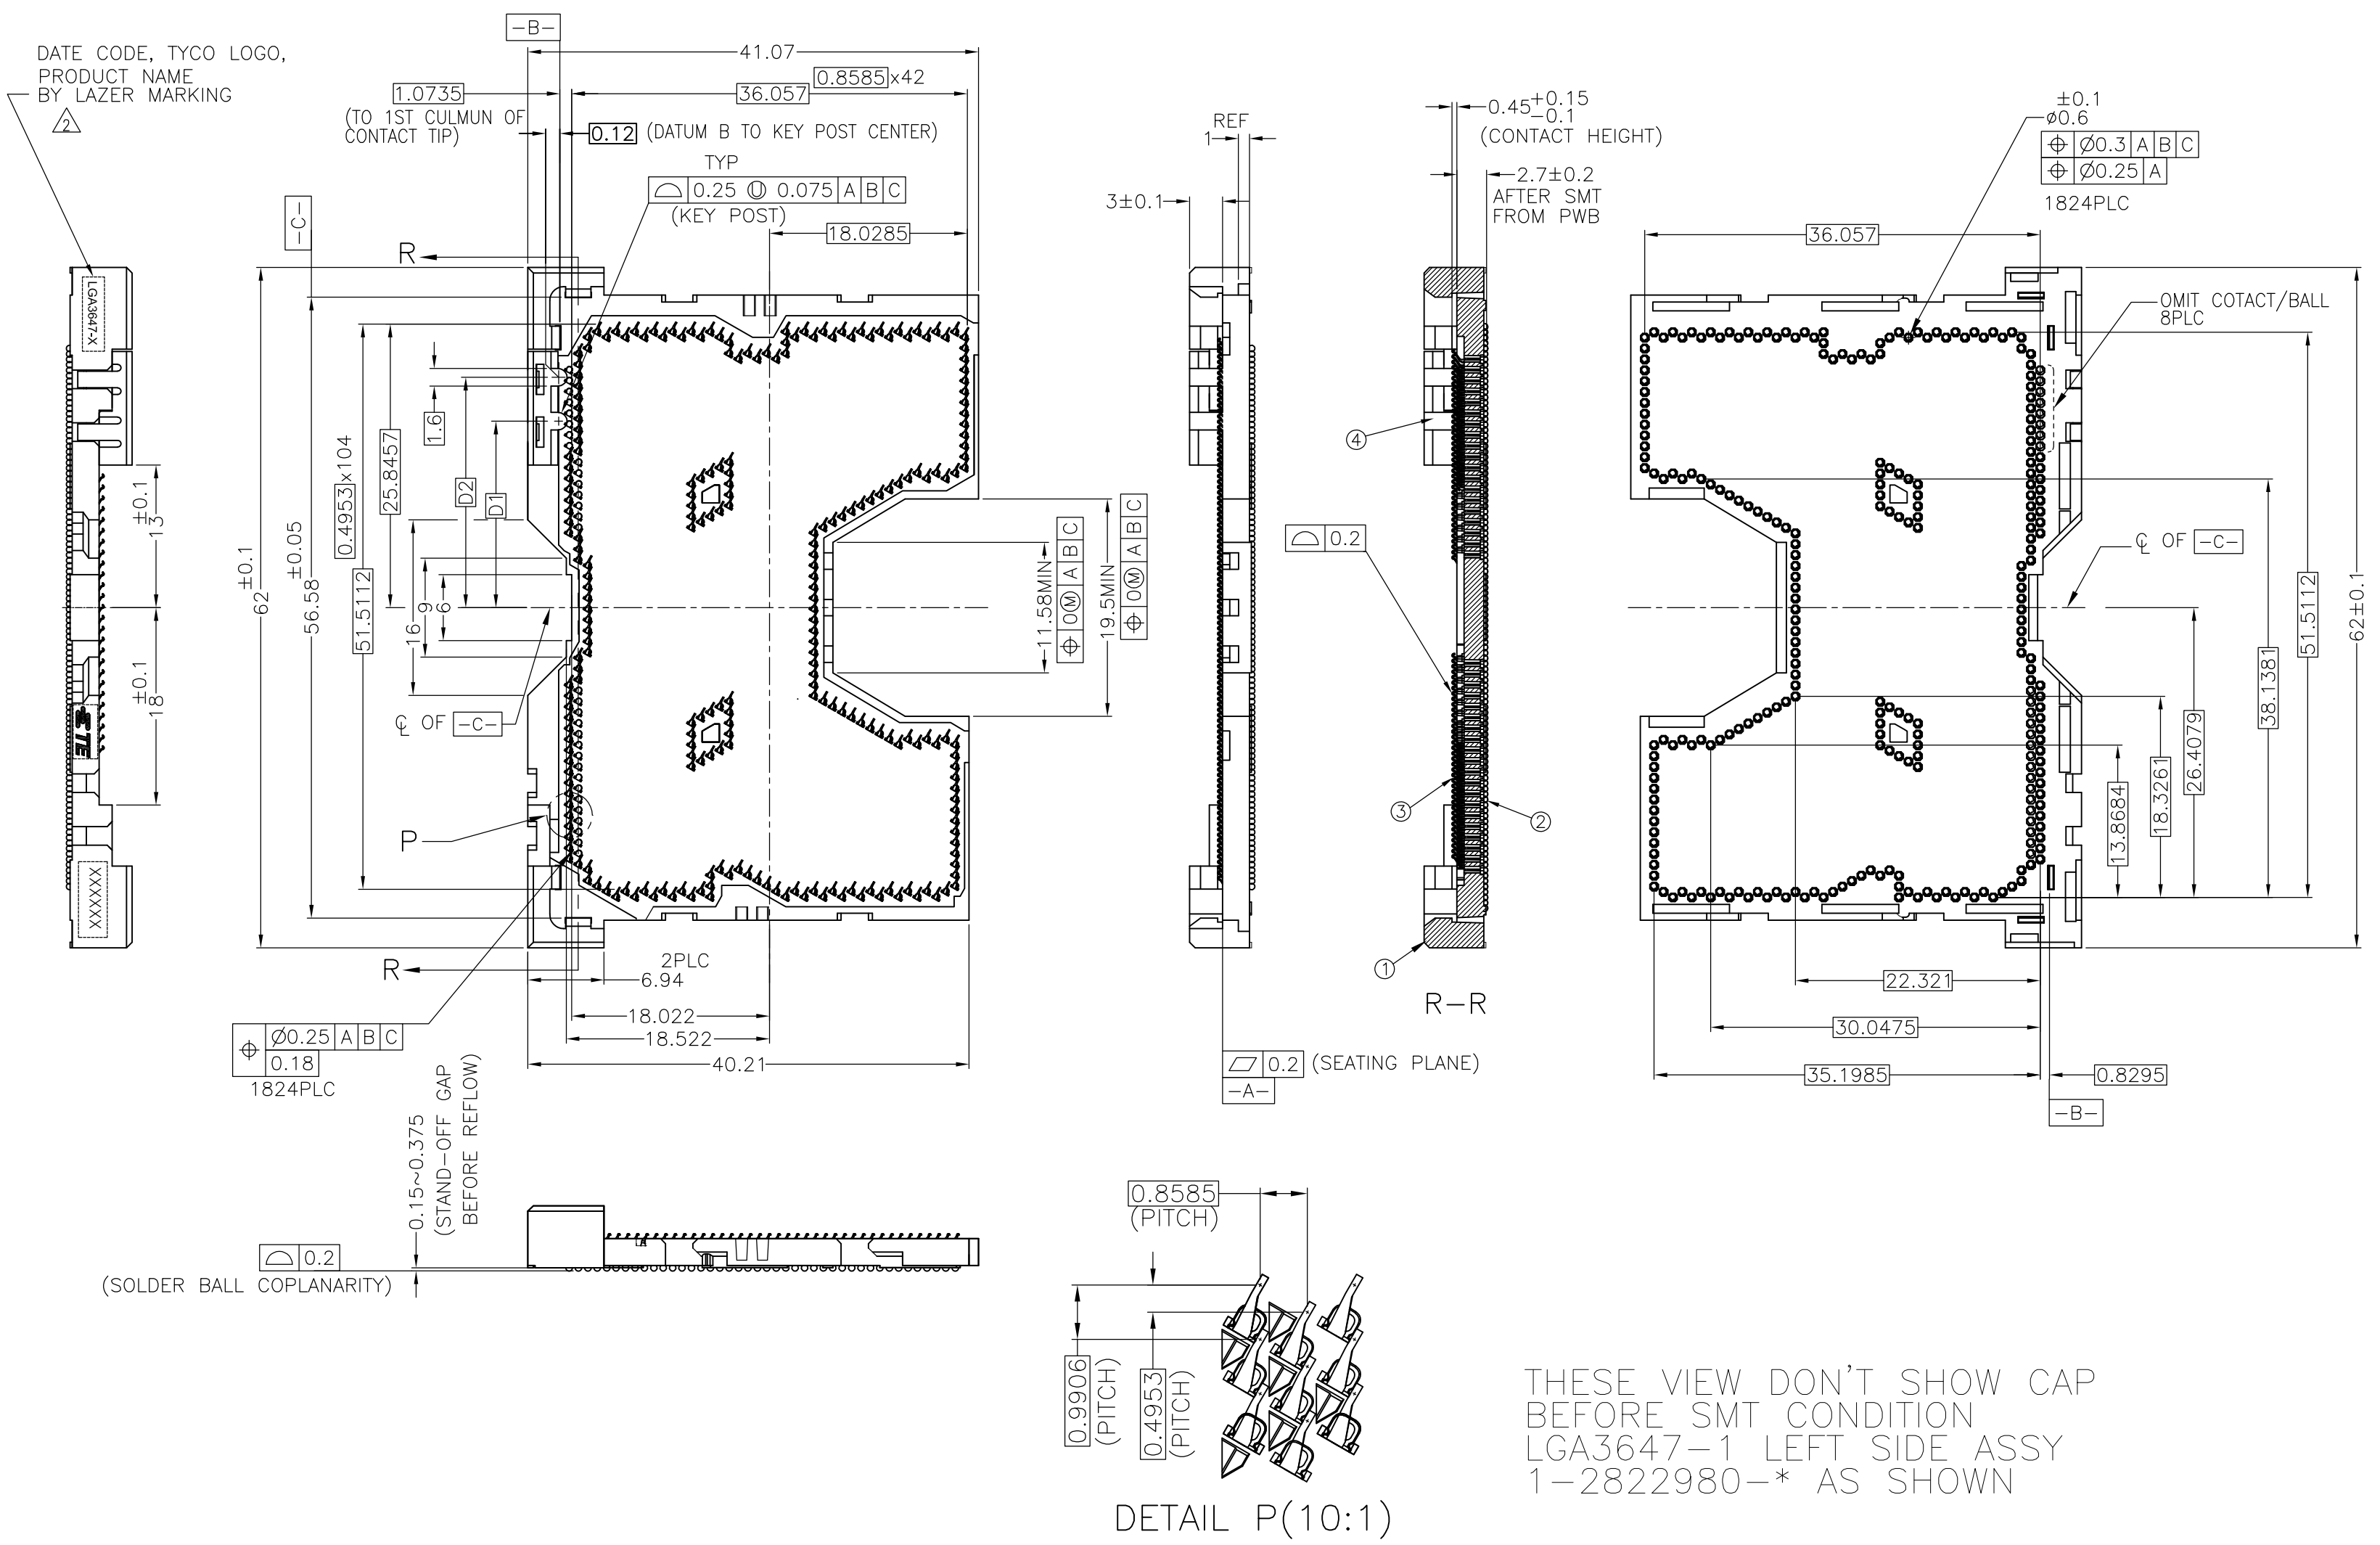 DATE CODE, TYCO LOGO,
PRODUCT NAME
BY LAZER MARKING
2
LGA3647-X
TE
XXXXXX
±0.1
13
±0.1
18
-B-
41.07
0.8585x42
1.0735
36.057
(TO 1ST CULMUN OF
CONTACT TIP)
0.12 (DATUM B TO KEY POST CENTER)
TYP
⌓ 0.25 Ⓤ 0.075 A B C
(KEY POST)
18.0285
-C-
R
±0.1
62
±0.05
56.58
0.4953x104
51.5112
25.8457
1.6
D2
D1
16
9
6
℄ OF -C-
P
R
11.58MIN
⌖ 0Ⓜ A B C
19.5MIN
⌖ 0Ⓜ A B C
2PLC
6.94
18.022
18.522
40.21
⌖ Ø0.25 A B C
0.18
1824PLC
REF
1
3±0.1
⏥ 0.2 (SEATING PLANE)
-A-
0.45+0.15
-0.1
(CONTACT HEIGHT)
2.7±0.2
AFTER SMT
FROM PWB
4
⌓ 0.2
3
2
1
R-R
±0.1
ø0.6
⌖ Ø0.3 A B C
⌖ Ø0.25 A
1824PLC
36.057
OMIT COTACT/BALL
8PLC
℄ OF -C-
51.5112
62±0.1
38.1381
26.4079
18.3261
13.8684
22.321
30.0475
35.1985
0.8295
-B-
0.15~0.375
(STAND-OFF GAP
BEFORE REFLOW)
⌓ 0.2
(SOLDER BALL COPLANARITY)
0.8585
(PITCH)
0.9906
(PITCH)
0.4953
(PITCH)
DETAIL P(10:1)
THESE VIEW DON'T SHOW CAP
BEFORE SMT CONDITION
LGA3647-1 LEFT SIDE ASSY
1-2822980-* AS SHOWN